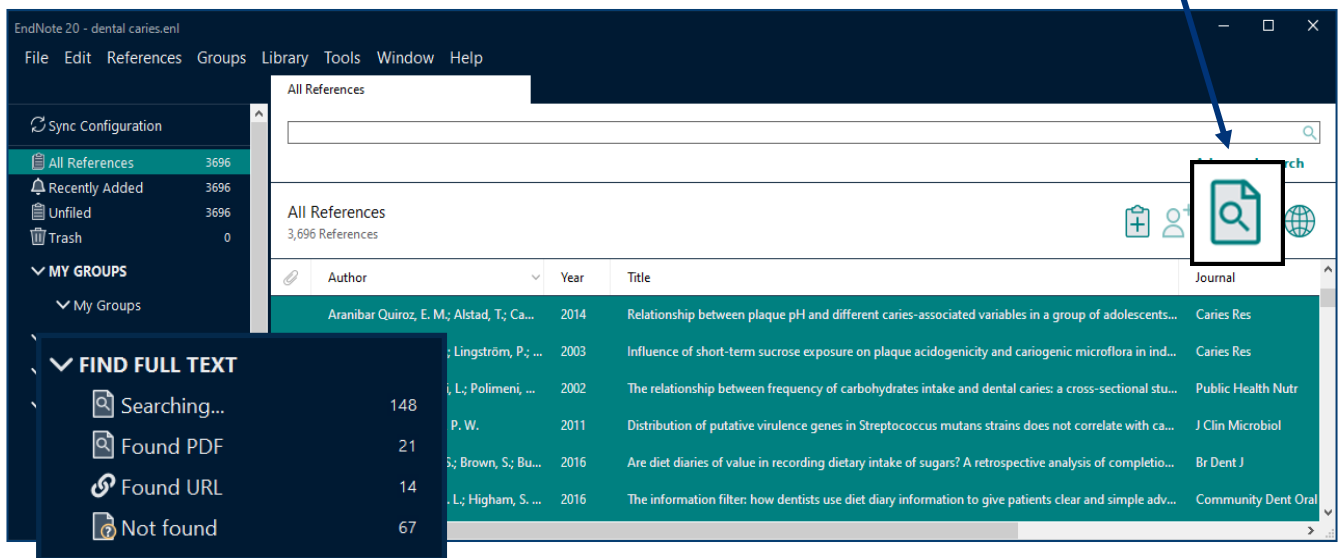 EndNote 20 - dental caries.enl
File Edit References Groups Library Tools Window Help
All References
Sync Configuration
All References 3696
Recently Added 3696
Unfiled 3696
Trash 0
MY GROUPS
My Groups
FIND FULL TEXT
Searching... 148
Found PDF 21
Found URL 14
Not found 67
All References
3,696 References
Author Year Title Journal
Aranibar Quiroz, E. M.; Alstad, T.; Ca... 2014 Relationship between plaque pH and different caries-associated variables in a group of adolescents... Caries Res
; Lingström, P.; ... 2003 Influence of short-term sucrose exposure on plaque acidogenicity and cariogenic microflora in ind... Caries Res
, L.; Polimeni, ... 2002 The relationship between frequency of carbohydrates intake and dental caries: a cross-sectional stu... Public Health Nutr
P. W. 2011 Distribution of putative virulence genes in Streptococcus mutans strains does not correlate with ca... J Clin Microbiol
S.; Brown, S.; Bu... 2016 Are diet diaries of value in recording dietary intake of sugars? A retrospective analysis of completio... Br Dent J
. L.; Higham, S. ... 2016 The information filter: how dentists use diet diary information to give patients clear and simple adv... Community Dent Oral